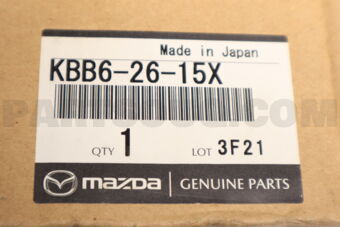 Made in Japan
KBB6-26-15X
QTY 1 LOT 3F21
mazda GENUINE PARTS